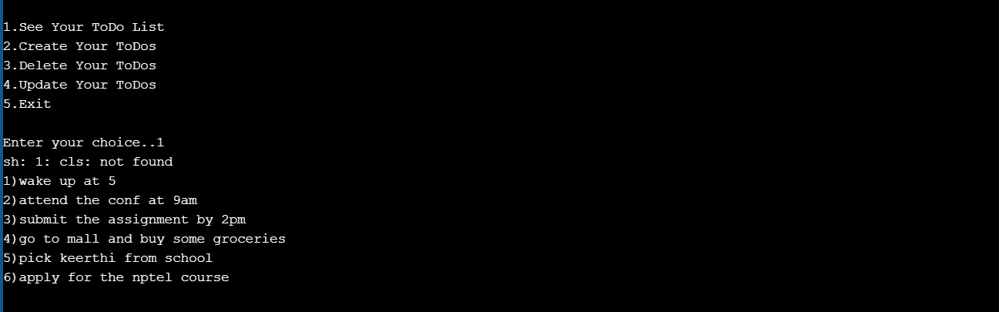 1.See Your ToDo List
2.Create Your ToDos
3.Delete Your ToDos
4.Update Your ToDos
5.Exit
Enter your choice..1
sh: 1: cls: not found
1)wake up at 5
2)attend the conf at 9am
3)submit the assignment by 2pm
4)go to mall and buy some groceries
5)pick keerthi from school
6)apply for the nptel course